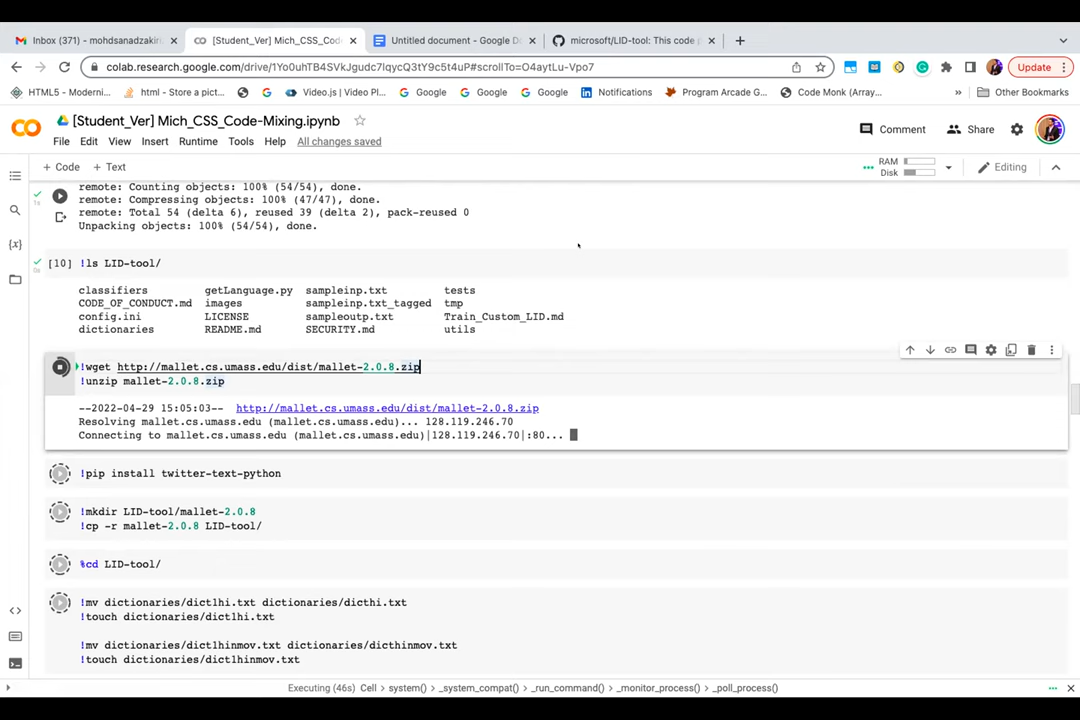 Inbox (371) - mohdsanadzakiri
[Student_Ver] Mich_CSS_Cod
Untitled document - Google D
microsoft/LID-tool: This code p
colab.research.google.com/drive/1Yo0uhTB4SVkJgudc7lqycQ3tY9c5t4uP#scrollTo=O4aytLu-Vpo7
Update
HTML5 - Moderni...
html - Store a pict...
Video.js | Video Pl...
Google
Google
Google
Notifications
Program Arcade G...
Code Monk (Array...
»
Other Bookmarks
[Student_Ver] Mich_CSS_Code-Mixing.ipynb
Comment
Share
File Edit View Insert Runtime Tools Help All changes saved
+ Code + Text
RAM
Disk
Editing
remote: Counting objects: 100% (54/54), done.
remote: Compressing objects: 100% (47/47), done.
remote: Total 54 (delta 6), reused 39 (delta 2), pack-reused 0
Unpacking objects: 100% (54/54), done.
1s
[10] !ls LID-tool/
0s
classifiers getLanguage.py sampleinp.txt tests
CODE_OF_CONDUCT.md images sampleinp.txt_tagged tmp
config.ini LICENSE sampleoutp.txt Train_Custom_LID.md
dictionaries README.md SECURITY.md utils
!wget http://mallet.cs.umass.edu/dist/mallet-2.0.8.zip
!unzip mallet-2.0.8.zip
--2022-04-29 15:05:03-- http://mallet.cs.umass.edu/dist/mallet-2.0.8.zip
Resolving mallet.cs.umass.edu (mallet.cs.umass.edu)... 128.119.246.70
Connecting to mallet.cs.umass.edu (mallet.cs.umass.edu)|128.119.246.70|:80...
!pip install twitter-text-python
!mkdir LID-tool/mallet-2.0.8
!cp -r mallet-2.0.8 LID-tool/
%cd LID-tool/
!mv dictionaries/dict1hi.txt dictionaries/dicthi.txt
!touch dictionaries/dict1hi.txt
!mv dictionaries/dict1hinmov.txt dictionaries/dicthinmov.txt
!touch dictionaries/dict1hinmov.txt
Executing (46s) Cell > system() > _system_compat() > _run_command() > _monitor_process() > _poll_process()